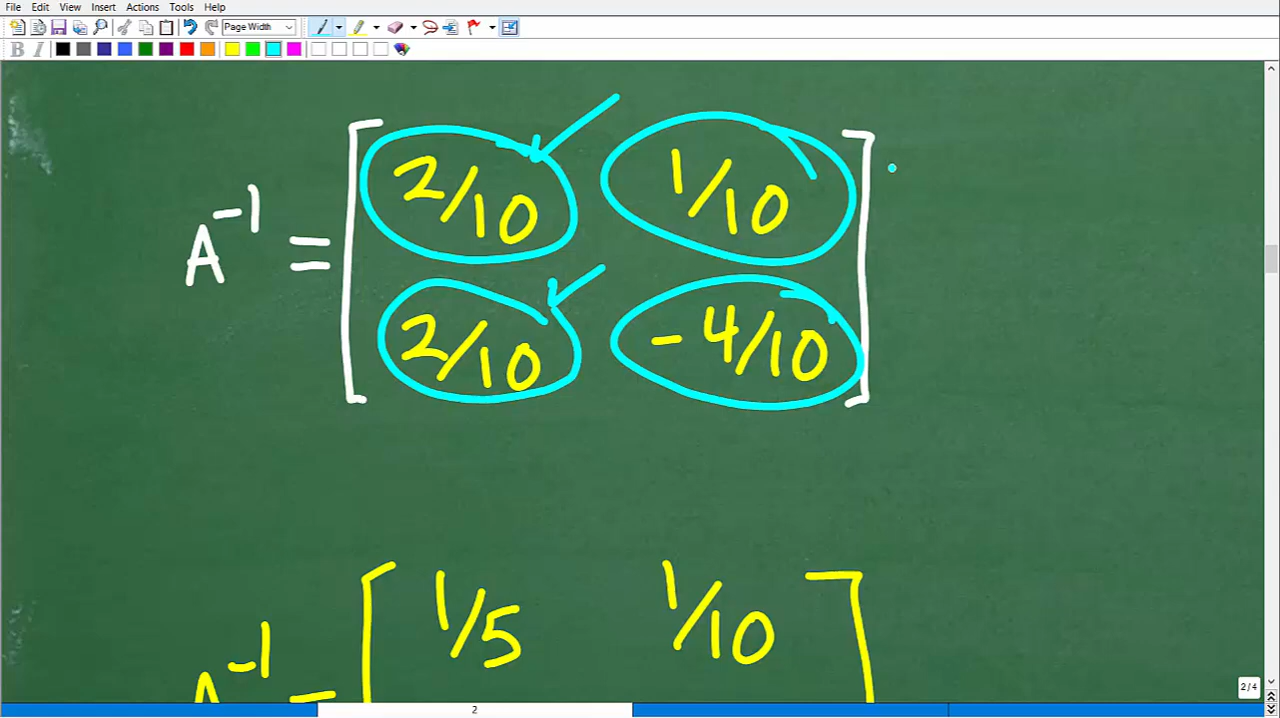 File Edit View Insert Actions Tools Help
Page Width
B I
A⁻¹ = [ 2/10 1/10
2/10 - 4/10 ]
A⁻¹ = [ 1/5 1/10 ]
2/4
2